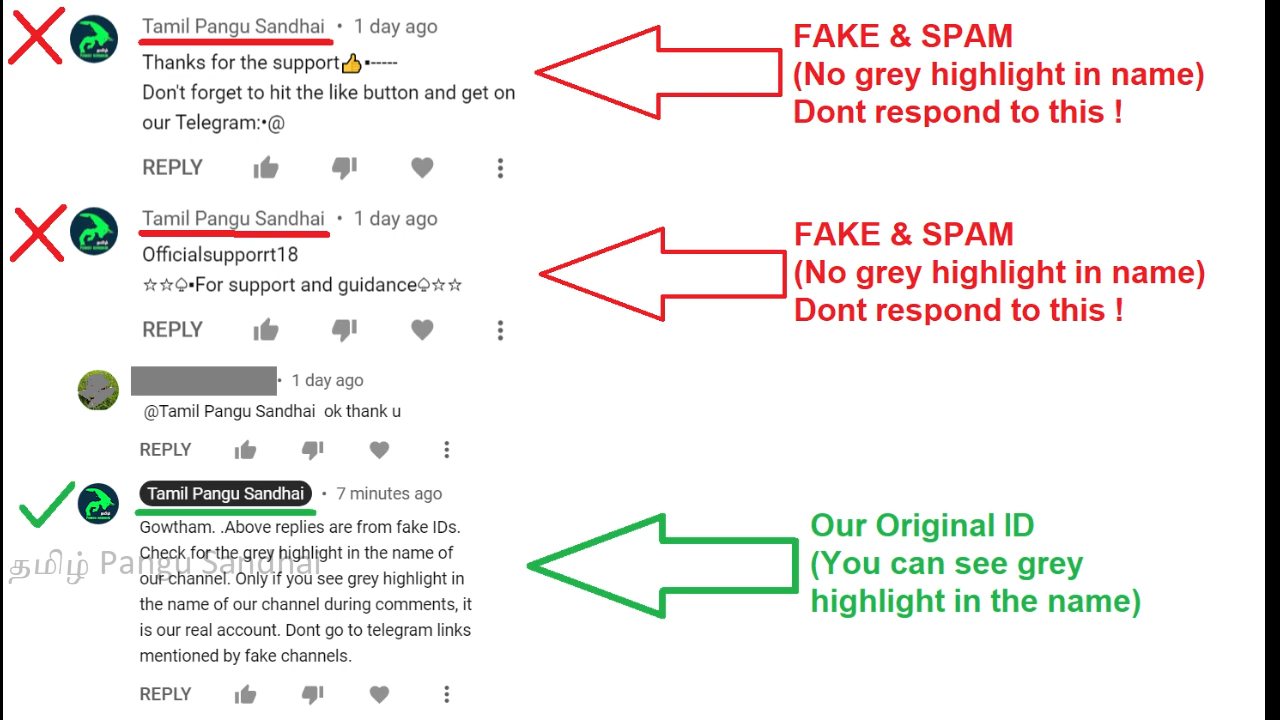 Tamil Pangu Sandhai • 1 day ago
Thanks for the support👍▪-----
Don't forget to hit the like button and get on
our Telegram:•@
REPLY
FAKE & SPAM
(No grey highlight in name)
Dont respond to this !
Tamil Pangu Sandhai • 1 day ago
Officialsupporrt18
☆☆♤▪For support and guidance♤☆☆
REPLY
FAKE & SPAM
(No grey highlight in name)
Dont respond to this !
• 1 day ago
@Tamil Pangu Sandhai ok thank u
REPLY
Tamil Pangu Sandhai • 7 minutes ago
Gowtham. .Above replies are from fake IDs.
Check for the grey highlight in the name of
our channel. Only if you see grey highlight in
the name of our channel during comments, it
is our real account. Dont go to telegram links
mentioned by fake channels.
REPLY
தமிழ் Pangu Sandhai
Our Original ID
(You can see grey
highlight in the name)